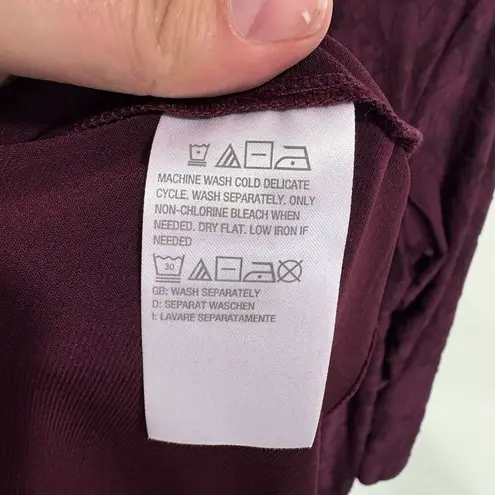 MACHINE WASH COLD DELICATE
CYCLE. WASH SEPARATELY. ONLY
NON-CHLORINE BLEACH WHEN
NEEDED. DRY FLAT. LOW IRON IF
NEEDED
30
GB: WASH SEPARATELY
D: SEPARAT WASCHEN
I: LAVARE SEPARATAMENTE